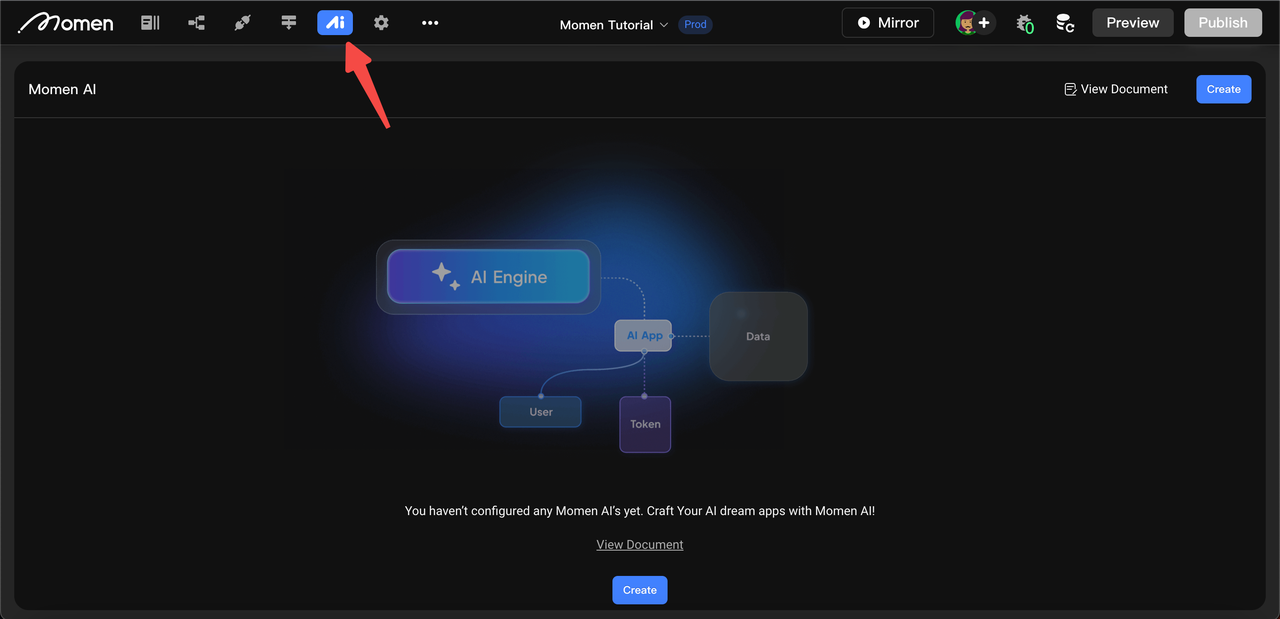 Momen
Ai
Momen Tutorial
Prod
Mirror
0
Preview
Publish
Momen AI
View Document
Create
AI Engine
AI App
Data
User
Token
You haven't configured any Momen AI's yet. Craft Your AI dream apps with Momen AI!
View Document
Create